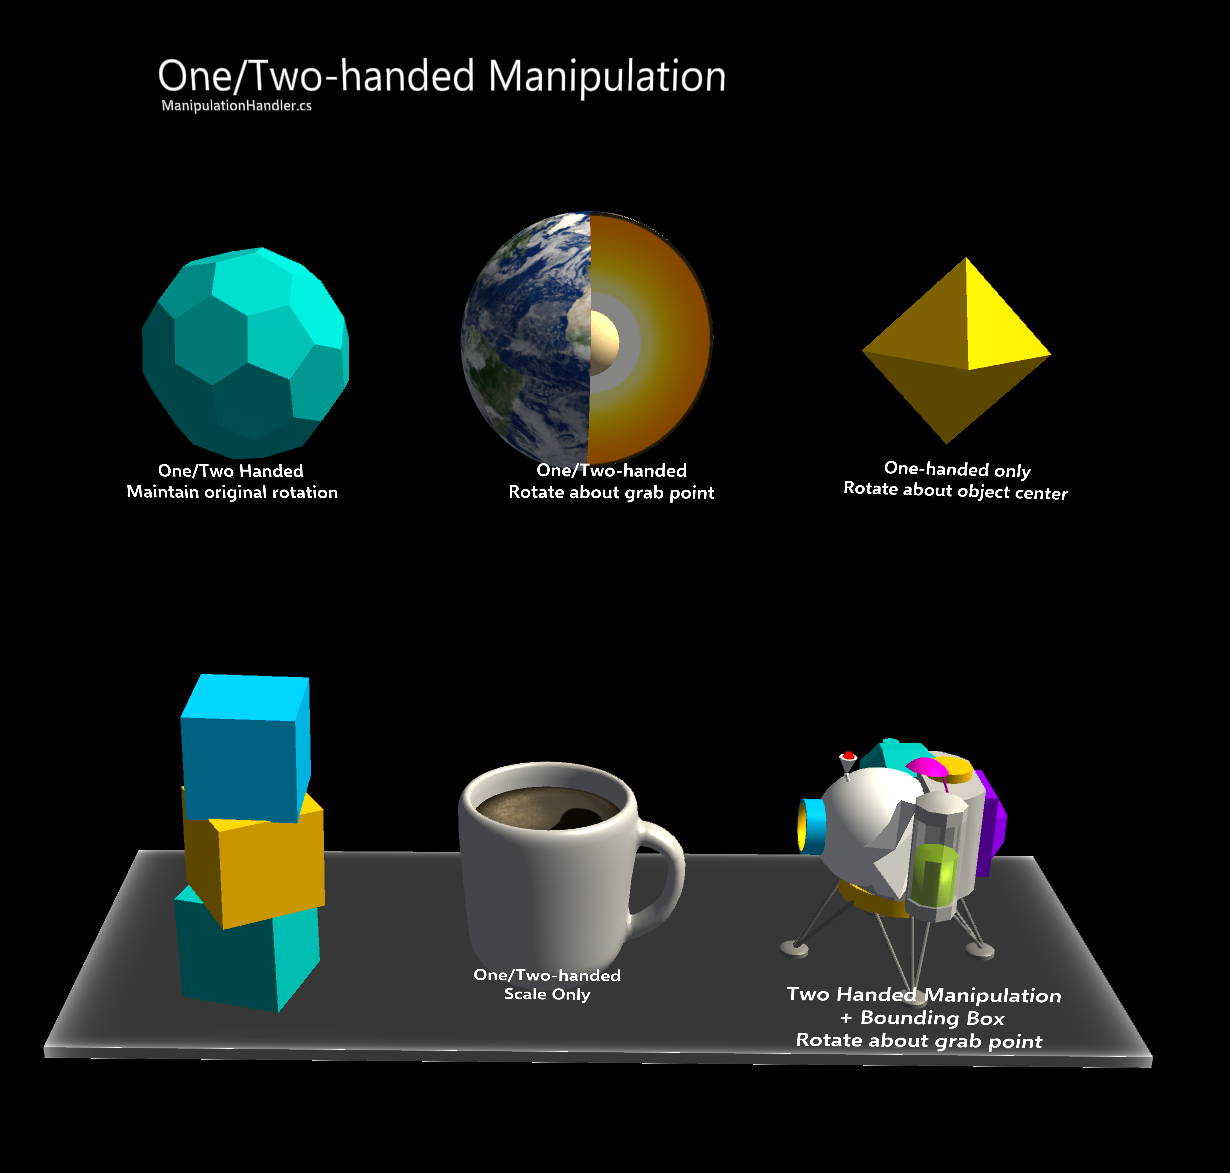 One/Two-handed Manipulation
ManipulationHandler.cs
One/Two Handed
Maintain original rotation
One/Two-handed
Rotate about grab point
One-handed only
Rotate about object center
One/Two-handed
Scale Only
Two Handed Manipulation
+ Bounding Box
Rotate about grab point